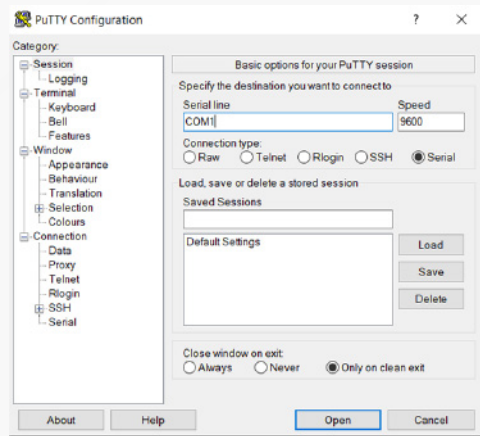 PuTTY Configuration
? ×
Category:
Session
Logging
Terminal
Keyboard
Bell
Features
Window
Appearance
Behaviour
Translation
Selection
Colours
Connection
Data
Proxy
Telnet
Rlogin
SSH
Serial
Basic options for your PuTTY session
Specify the destination you want to connect to
Serial line Speed
COM1 9600
Connection type:
Raw Telnet Rlogin SSH Serial
Load, save or delete a stored session
Saved Sessions
Default Settings
Load
Save
Delete
Close window on exit:
Always Never Only on clean exit
About Help Open Cancel